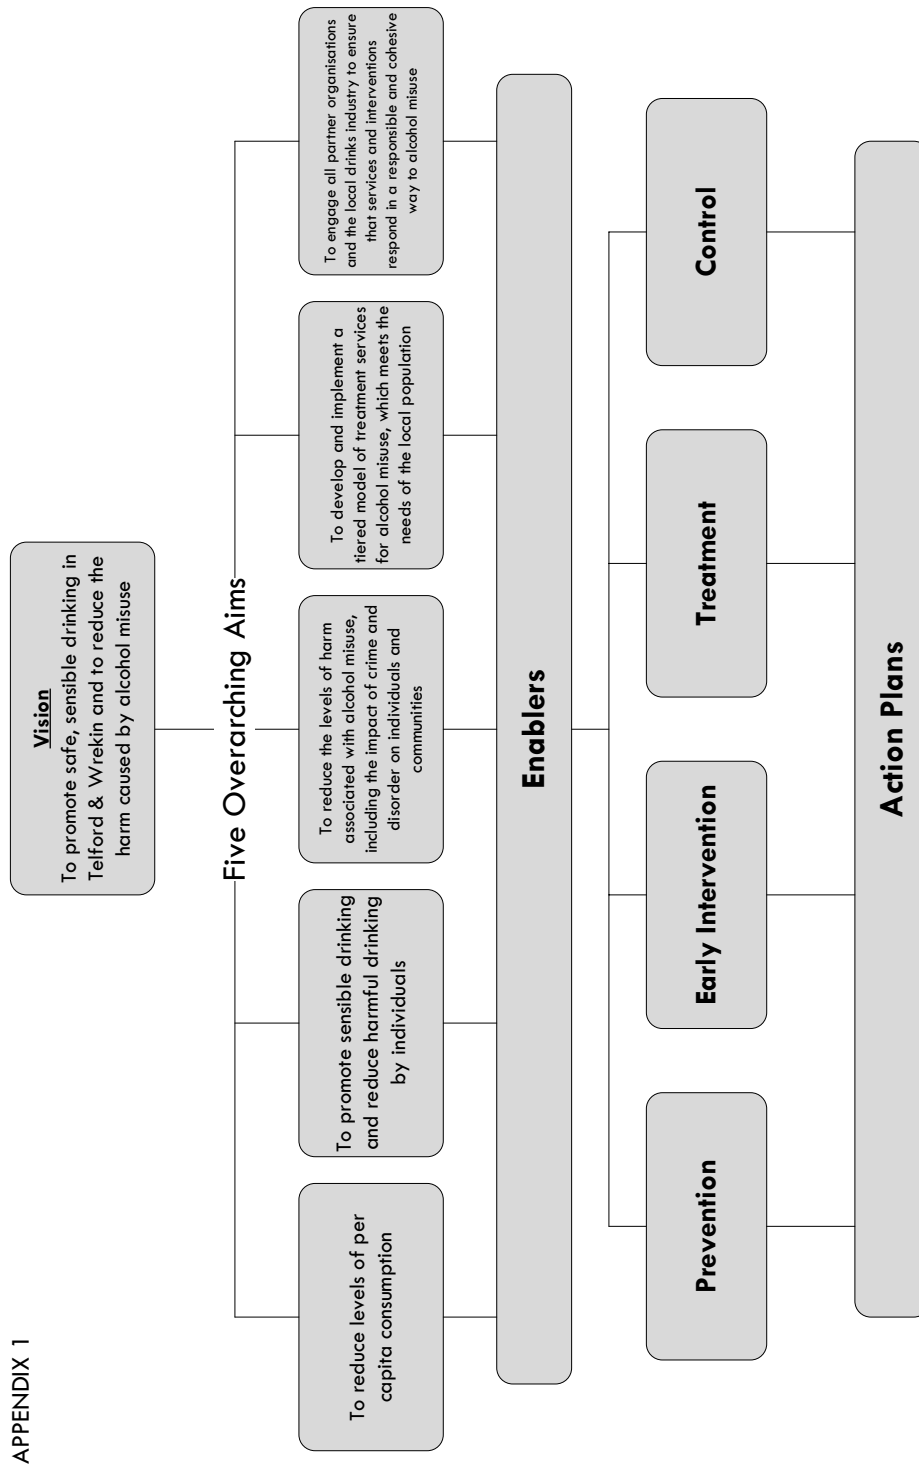 APPENDIX 1
Vision
To promote safe, sensible drinking in
Telford & Wrekin and to reduce the
harm caused by alcohol misuse
Five Overarching Aims
To reduce levels of per
capita consumption
To promote sensible drinking
and reduce harmful drinking
by individuals
To reduce the levels of harm
associated with alcohol misuse,
including the impact of crime and
disorder on individuals and
communities
To develop and implement a
tiered model of treatment services
for alcohol misuse, which meets the
needs of the local population
To engage all partner organisations
and the local drinks industry to ensure
that services and interventions
respond in a responsible and cohesive
way to alcohol misuse
Enablers
Prevention
Early Intervention
Treatment
Control
Action Plans